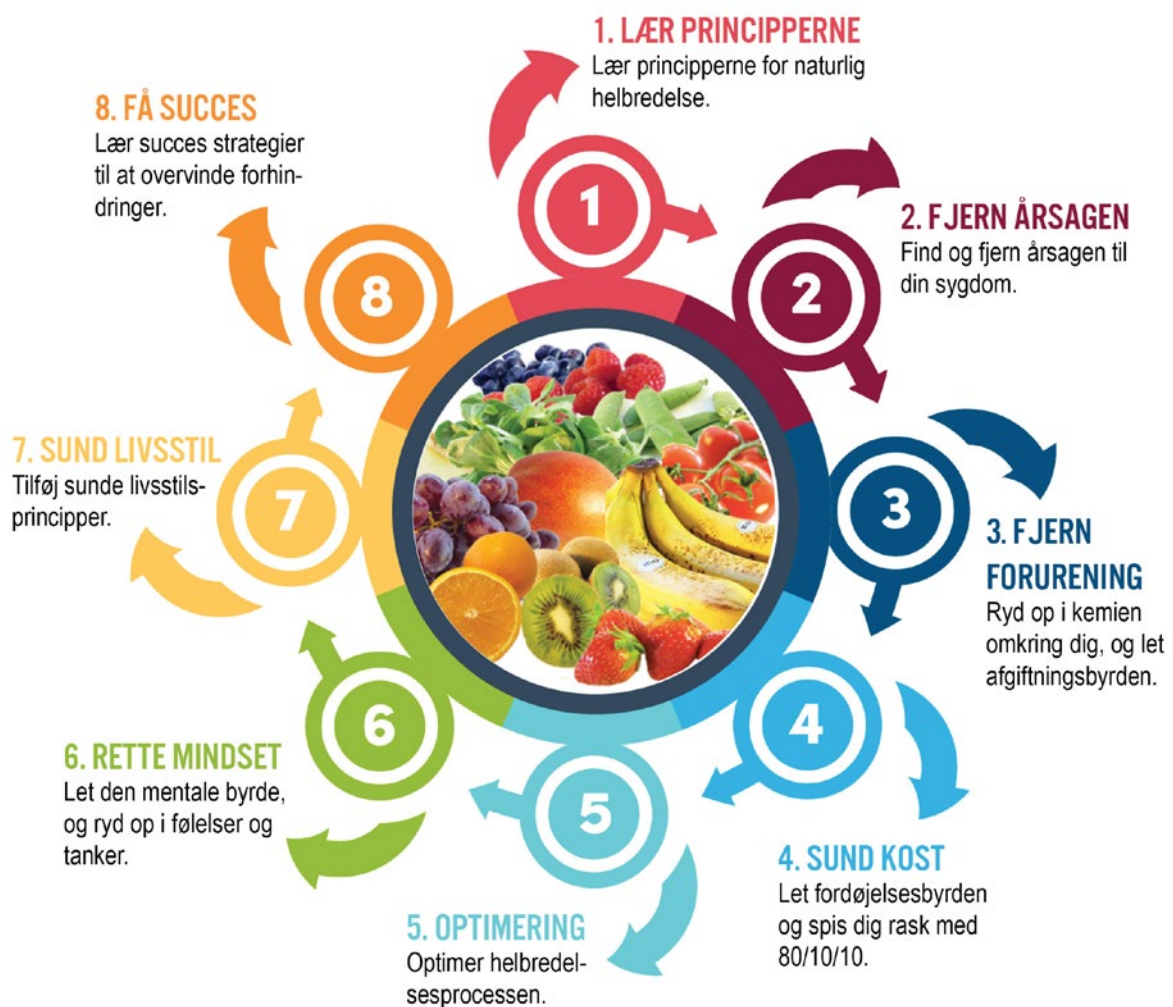 1. LÆR PRINCIPPERNE
Lær principperne for naturlig
helbredelse.
1
2. FJERN ÅRSAGEN
Find og fjern årsagen til
din sygdom.
2
3. FJERN
FORURENING
Ryd op i kemien
omkring dig, og let
afgiftningsbyrden.
3
4. SUND KOST
Let fordøjelsesbyrden
og spis dig rask med
80/10/10.
4
5. OPTIMERING
Optimer helbredel-
sesprocessen.
5
6. RETTE MINDSET
Let den mentale byrde,
og ryd op i følelser og
tanker.
6
7. SUND LIVSSTIL
Tilføj sunde livsstils-
principper.
7
8. FÅ SUCCES
Lær succes strategier
til at overvinde forhin-
dringer.
8